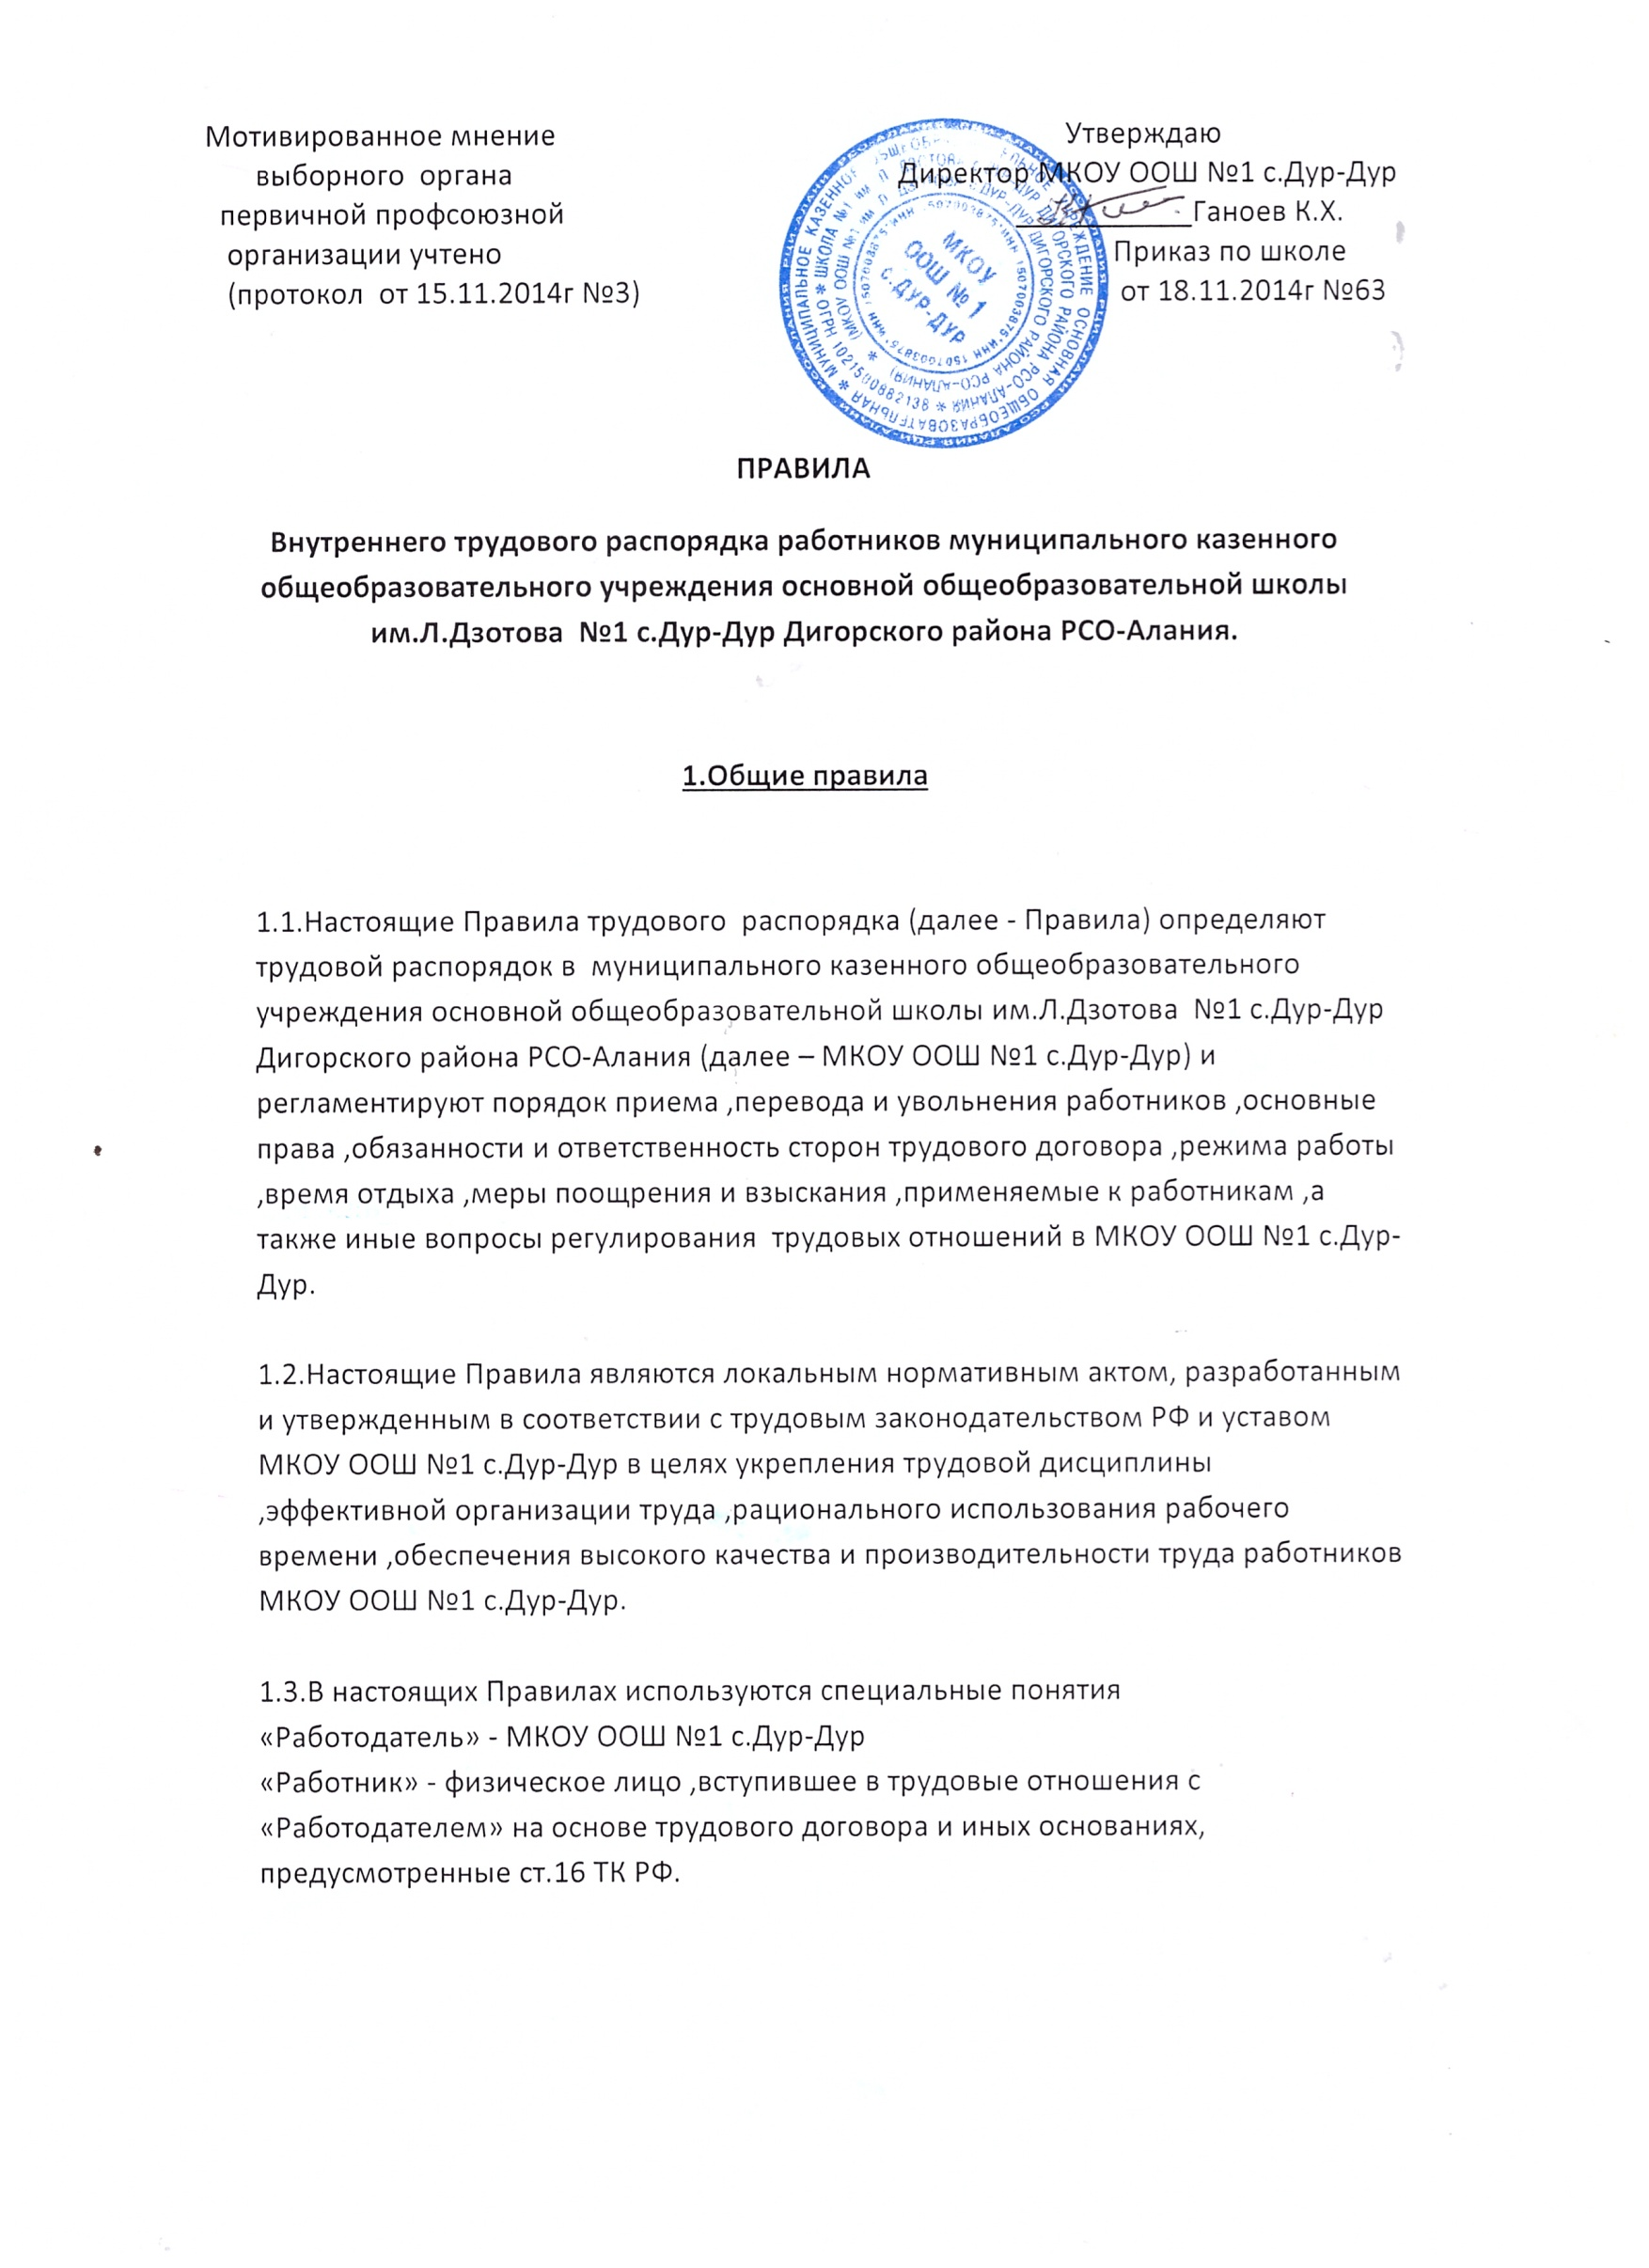 Мотивированное мнение
выборного органа
первичной профсоюзной
организации учтено
(протокол от 15.11.2014г №3)
Утверждаю
Директор МКОУ ООШ №1 с.Дур-Дур
Ганоев К.Х.
Приказ по школе
от 18.11.2014г №63
МКОУ
ООШ № 1
с. ДУР-ДУР
ПРАВИЛА
Внутреннего трудового распорядка работников муниципального казенного
общеобразовательного учреждения основной общеобразовательной школы
им.Л.Дзотова №1 с.Дур-Дур Дигорского района РСО-Алания.
1.Общие правила
1.1.Настоящие Правила трудового распорядка (далее - Правила) определяют
трудовой распорядок в муниципального казенного общеобразовательного
учреждения основной общеобразовательной школы им.Л.Дзотова №1 с.Дур-Дур
Дигорского района РСО-Алания (далее – МКОУ ООШ №1 с.Дур-Дур) и
регламентируют порядок приема ,перевода и увольнения работников ,основные
права ,обязанности и ответственность сторон трудового договора ,режима работы
,время отдыха ,меры поощрения и взыскания ,применяемые к работникам ,а
также иные вопросы регулирования трудовых отношений в МКОУ ООШ №1 с.Дур-
Дур.
1.2.Настоящие Правила являются локальным нормативным актом, разработанным
и утвержденным в соответствии с трудовым законодательством РФ и уставом
МКОУ ООШ №1 с.Дур-Дур в целях укрепления трудовой дисциплины
,эффективной организации труда ,рационального использования рабочего
времени ,обеспечения высокого качества и производительности труда работников
МКОУ ООШ №1 с.Дур-Дур.
1.3.В настоящих Правилах используются специальные понятия
«Работодатель» - МКОУ ООШ №1 с.Дур-Дур
«Работник» - физическое лицо ,вступившее в трудовые отношения с
«Работодателем» на основе трудового договора и иных основаниях,
предусмотренные ст.16 ТК РФ.